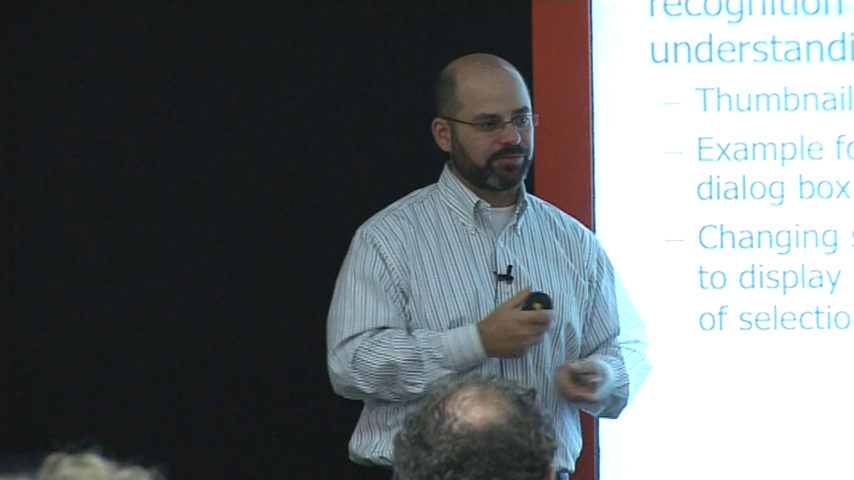 recognition
understandi
– Thumbnail
– Example fo
dialog box
– Changing s
to display
of selectio